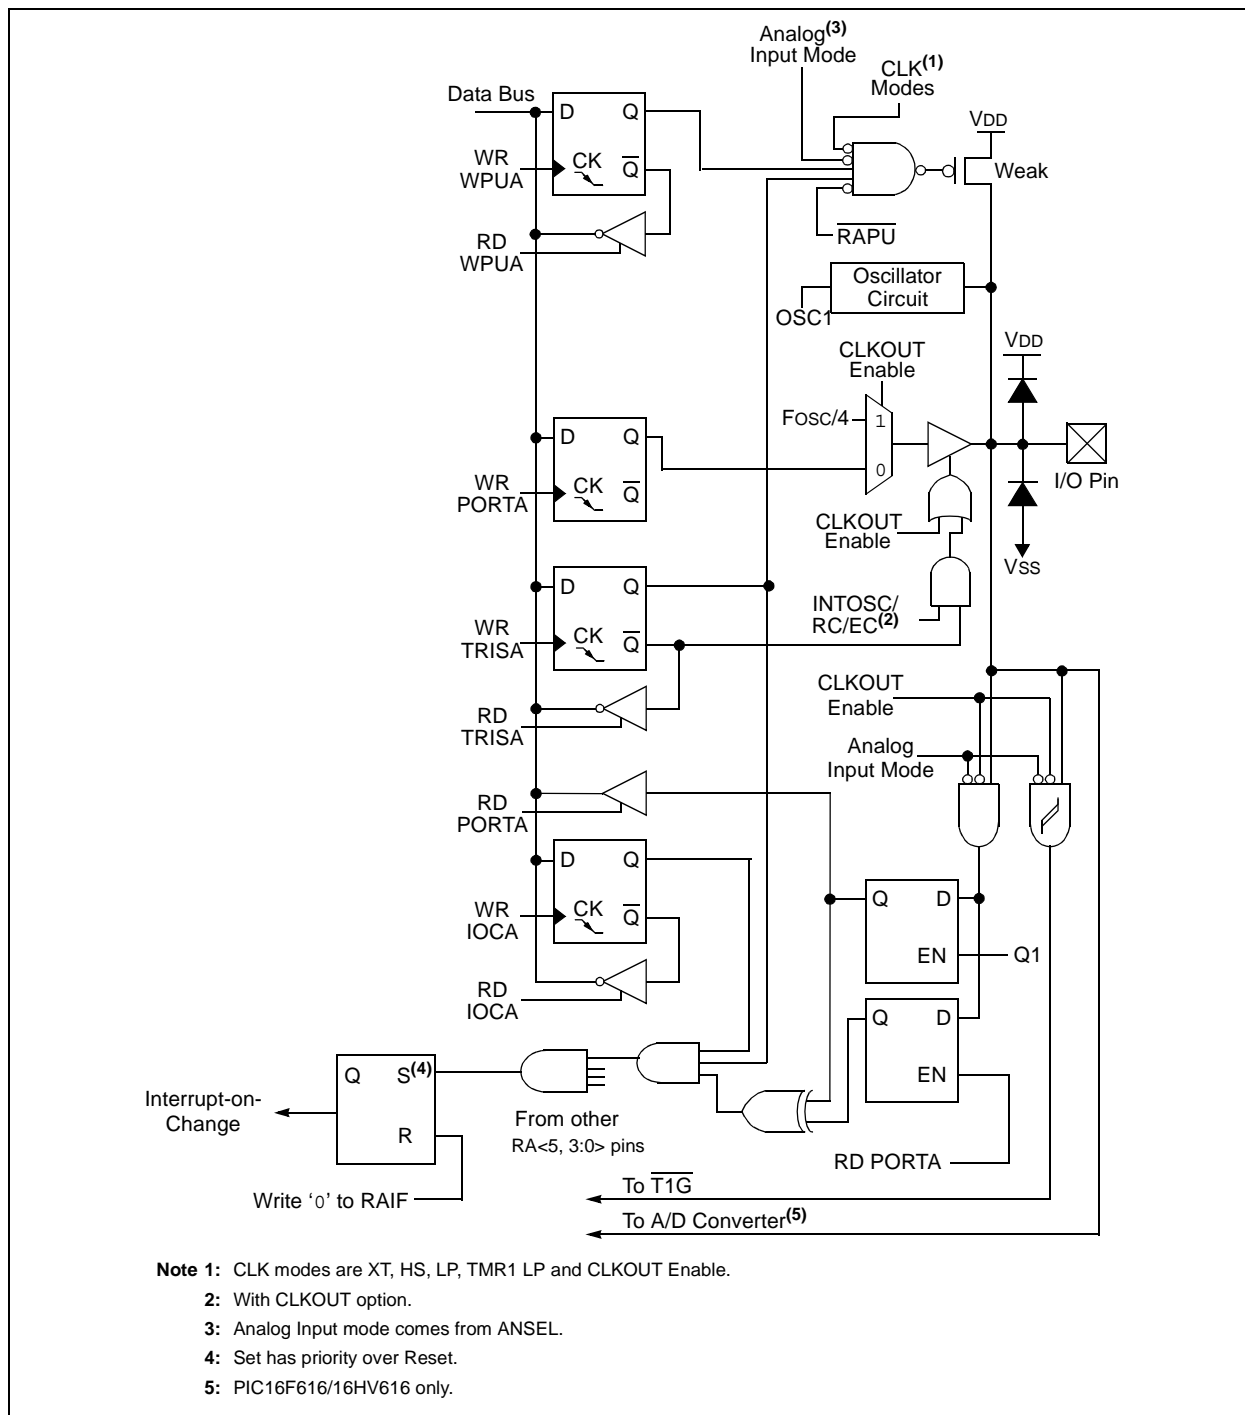 Analog(3)
Input Mode
CLK(1)
Modes
VDD
Data Bus
D Q
WR
WPUA
CK
Q
Weak
RD
WPUA
RAPU
Oscillator
Circuit
OSC1
CLKOUT
Enable
VDD
FOSC/4
1
0
I/O Pin
D Q
WR
PORTA
CK
Q
CLKOUT
Enable
VSS
D Q
WR
TRISA
CK
Q
INTOSC/
RC/EC(2)
RD
TRISA
CLKOUT
Enable
Analog
Input Mode
RD
PORTA
D Q
WR
IOCA
CK
Q
Q D
EN
Q1
RD
IOCA
Q D
EN
Q S(4)
R
Interrupt-on-
Change
From other
RA<5, 3:0> pins
RD PORTA
Write ‘0’ to RAIF
To T1G
To A/D Converter(5)
Note 1: CLK modes are XT, HS, LP, TMR1 LP and CLKOUT Enable.
2: With CLKOUT option.
3: Analog Input mode comes from ANSEL.
4: Set has priority over Reset.
5: PIC16F616/16HV616 only.